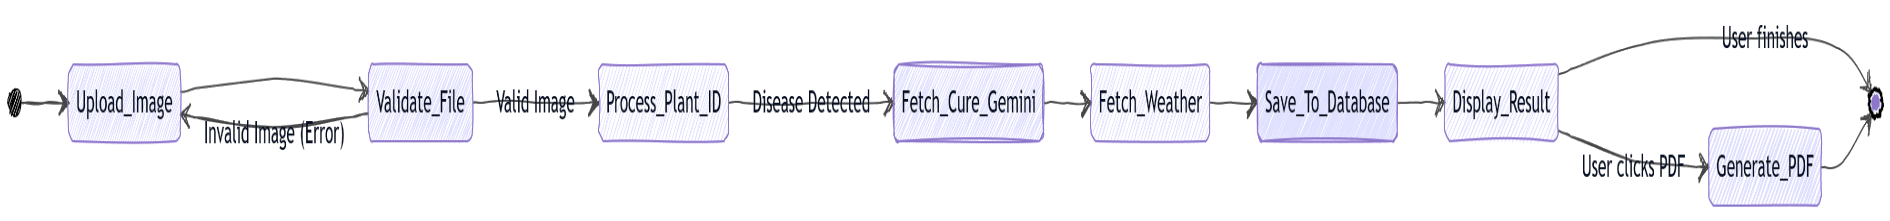 Upload_Image
Invalid Image (Error)
Validate_File
Valid Image
Process_Plant_ID
Disease Detected
Fetch_Cure_Gemini
Fetch_Weather
Save_To_Database
Display_Result
User finishes
User clicks PDF
Generate_PDF